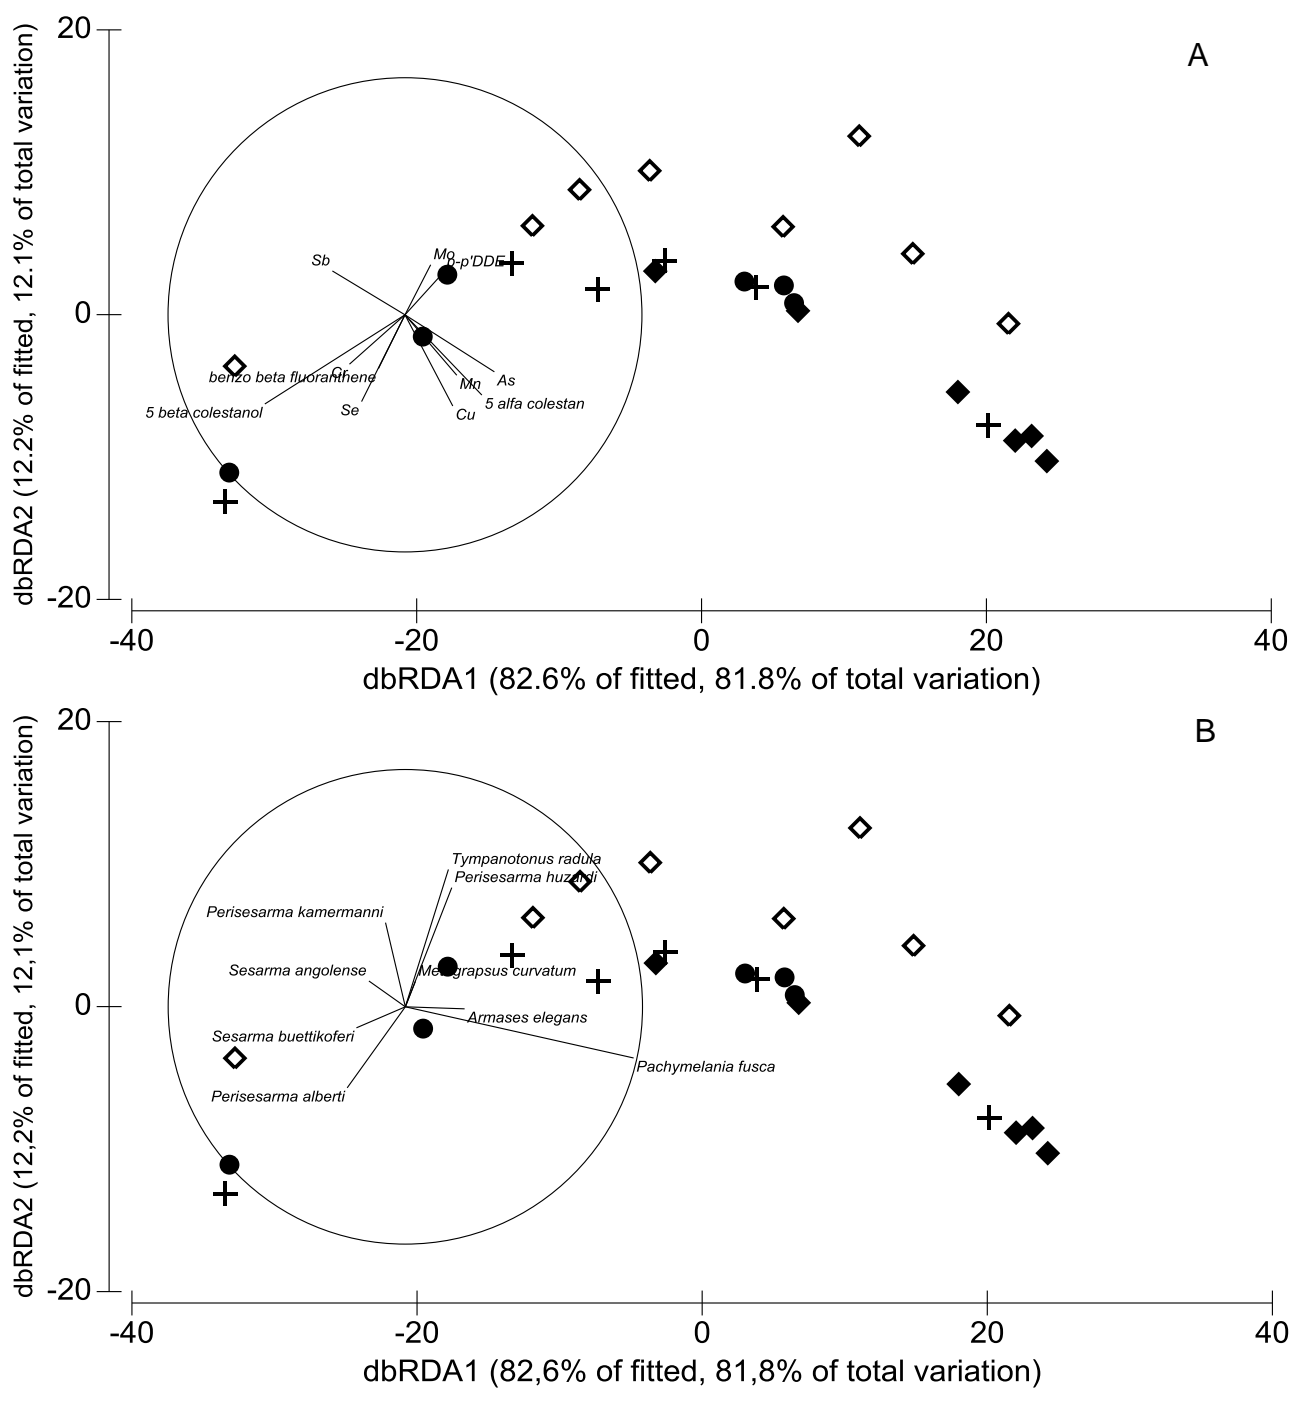 A
20
0
-20
dbRDA2 (12.2% of fitted, 12.1% of total variation)
Sb
Mo
p-p'DDE
Cr
benzo beta fluoranthene
5 beta colestanol
Se
Mn
As
5 alfa colestan
Cu
-40
-20
0
20
40
dbRDA1 (82.6% of fitted, 81.8% of total variation)
B
20
0
-20
dbRDA2 (12,2% of fitted, 12,1% of total variation)
Tympanotonus radula
Perisesarma huzardi
Perisesarma kamermanni
Sesarma angolense
Metagrapsus curvatum
Armases elegans
Sesarma buettikoferi
Pachymelania fusca
Perisesarma alberti
-40
-20
0
20
40
dbRDA1 (82,6% of fitted, 81,8% of total variation)